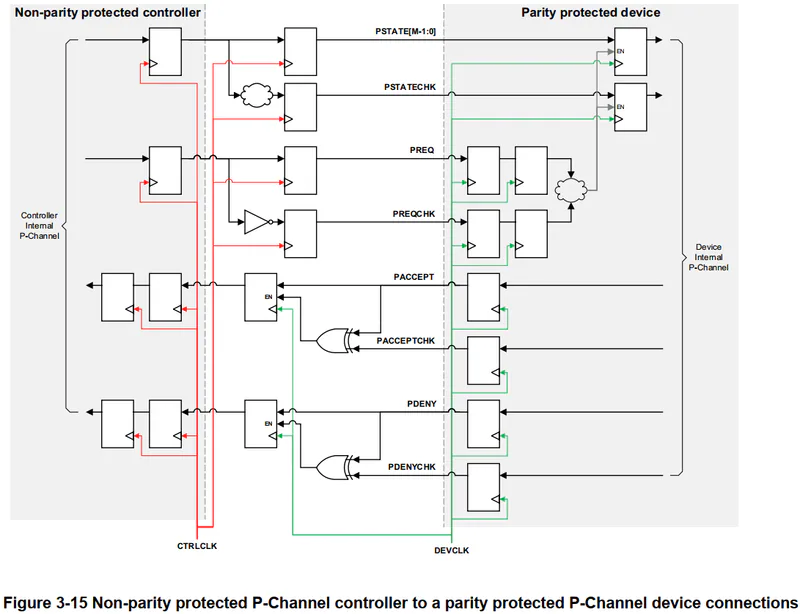 Non-parity protected controller
Parity protected device
PSTATE[M-1:0]
EN
PSTATECHK
EN
PREQ
PREQCHK
Controller
Internal
P-Channel
Device
Internal
P-Channel
PACCEPT
EN
PACCEPTCHK
PDENY
EN
PDENYCHK
CTRLCLK
DEVCLK
Figure 3-15 Non-parity protected P-Channel controller to a parity protected P-Channel device connections